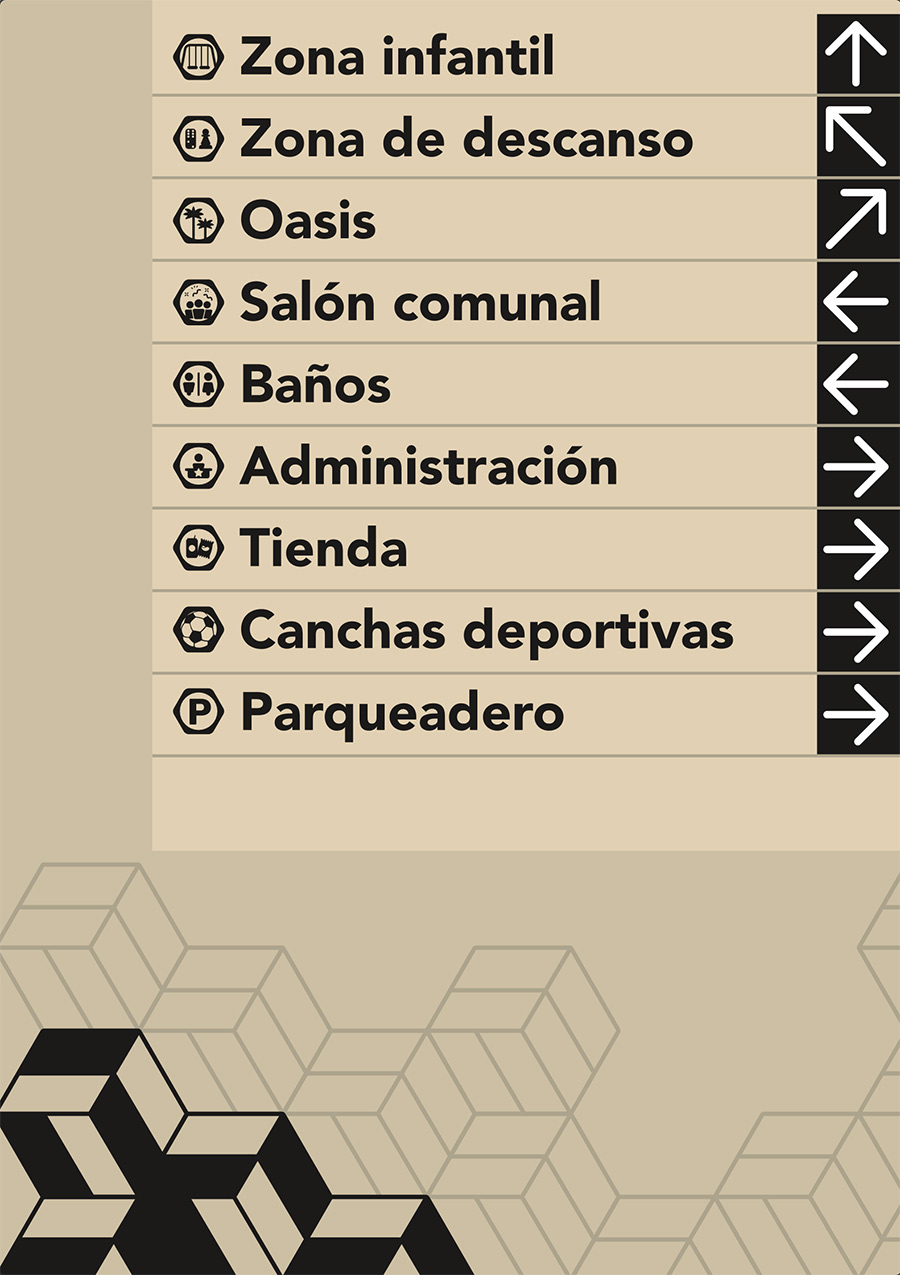 Zona infantil
Zona de descanso
Oasis
Salón comunal
Baños
Administración
Tienda
Canchas deportivas
P Parqueadero